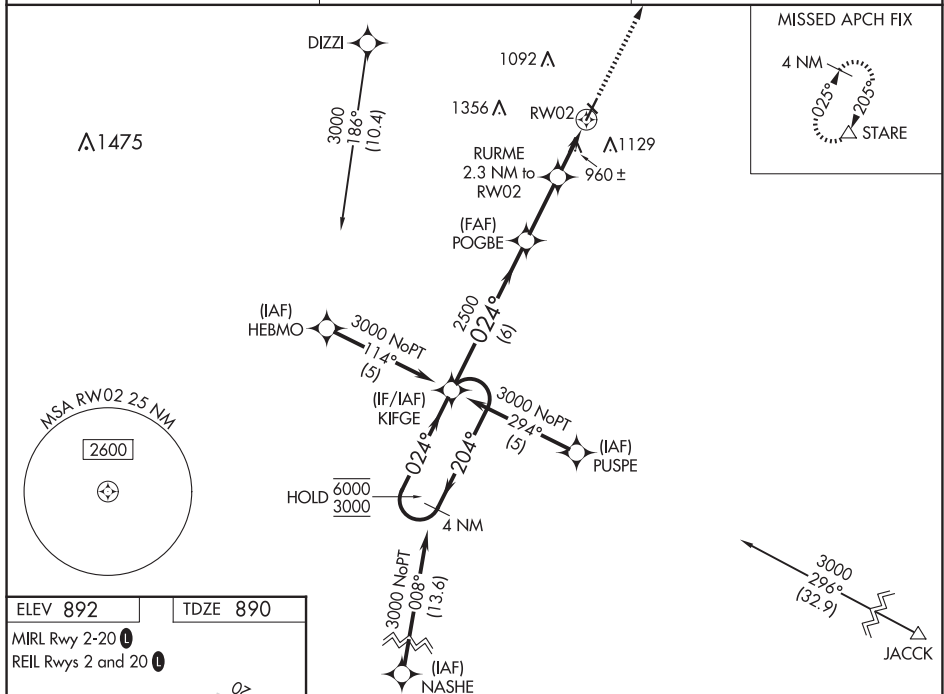 MISSED APCH FIX
4 NM
025°
205°
STARE
DIZZI
3000
186°
(10.4)
1092
1356
RW02
1475
1129
RURME
2.3 NM to
RW02
960 ±
(FAF)
POGBE
2500
024°
(6)
(IAF)
HEBMO
3000 NoPT
114°
(5)
(IF/IAF)
KIFGE
3000 NoPT
294°
(5)
(IAF)
PUSPE
MSA RW02 25 NM
2600
024°
204°
HOLD
6000
3000
4 NM
3000 NoPT
008°
(13.6)
(IAF)
NASHE
3000
296°
(32.9)
JACCK
ELEV 892
TDZE 890
MIRL Rwy 2-20 L
REIL Rwys 2 and 20 L